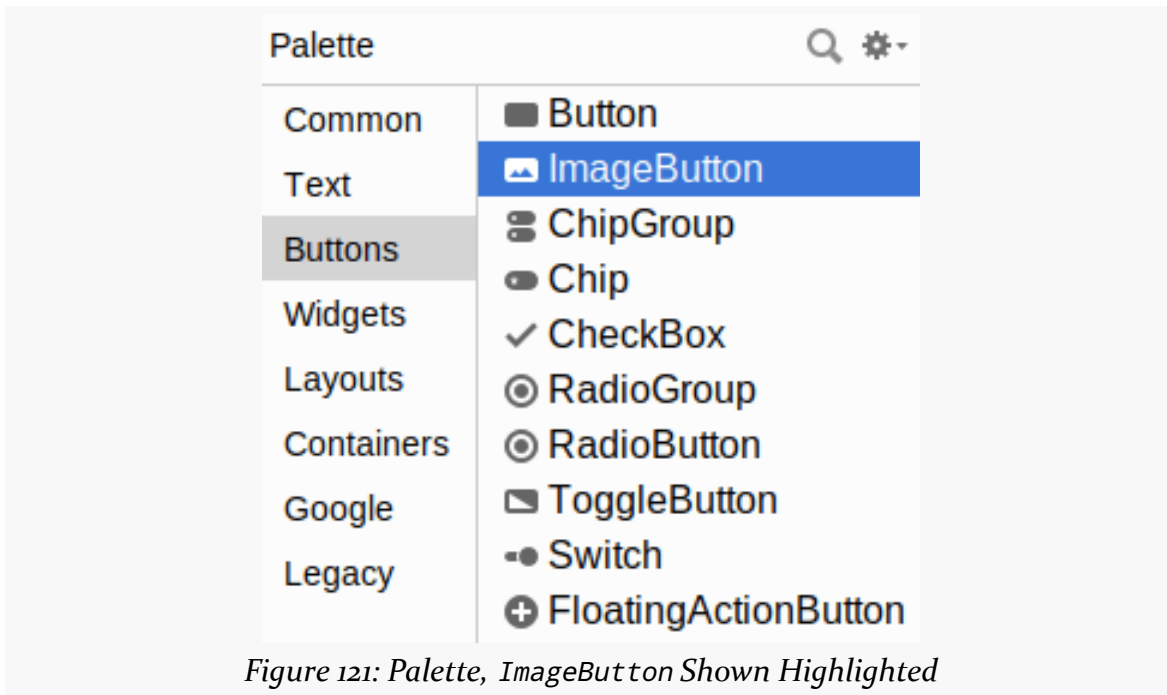 Palette
Common
Text
Buttons
Widgets
Layouts
Containers
Google
Legacy
Button
ImageButton
ChipGroup
Chip
CheckBox
RadioGroup
RadioButton
ToggleButton
Switch
FloatingActionButton
Figure 121: Palette, ImageButton Shown Highlighted